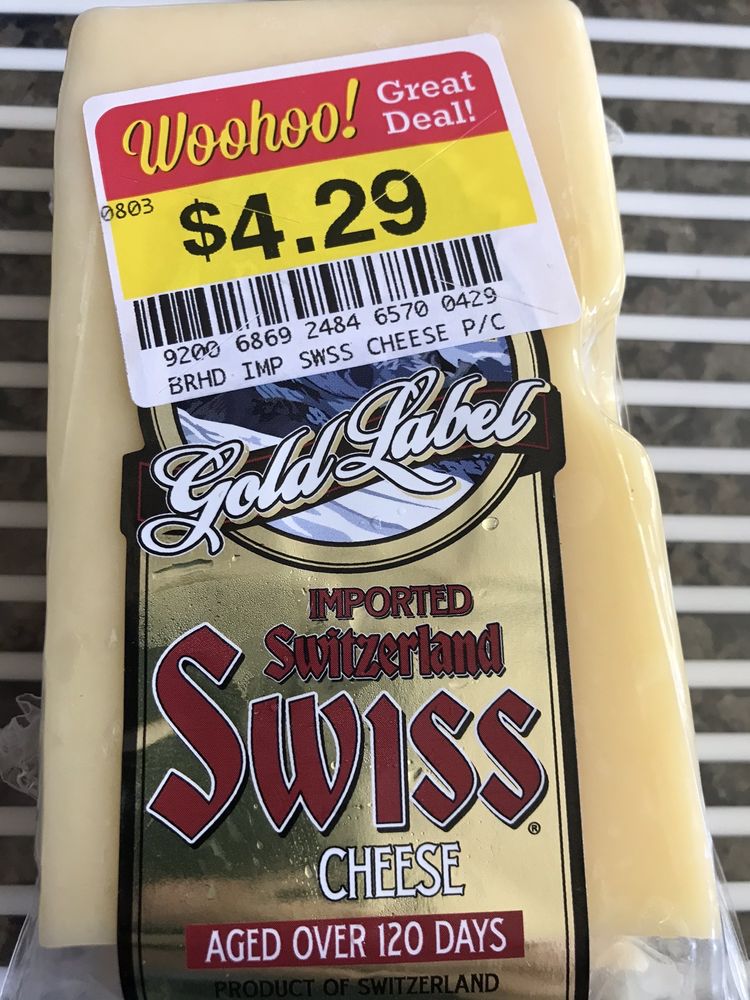 Woohoo! Great
Deal!
0803
$4.29
9200 6869 2484 6570 0429
BRHD IMP SWSS CHEESE P/C
Gold Label
IMPORTED
Switzerland
SWISS®
CHEESE
AGED OVER 120 DAYS
PRODUCT OF SWITZERLAND